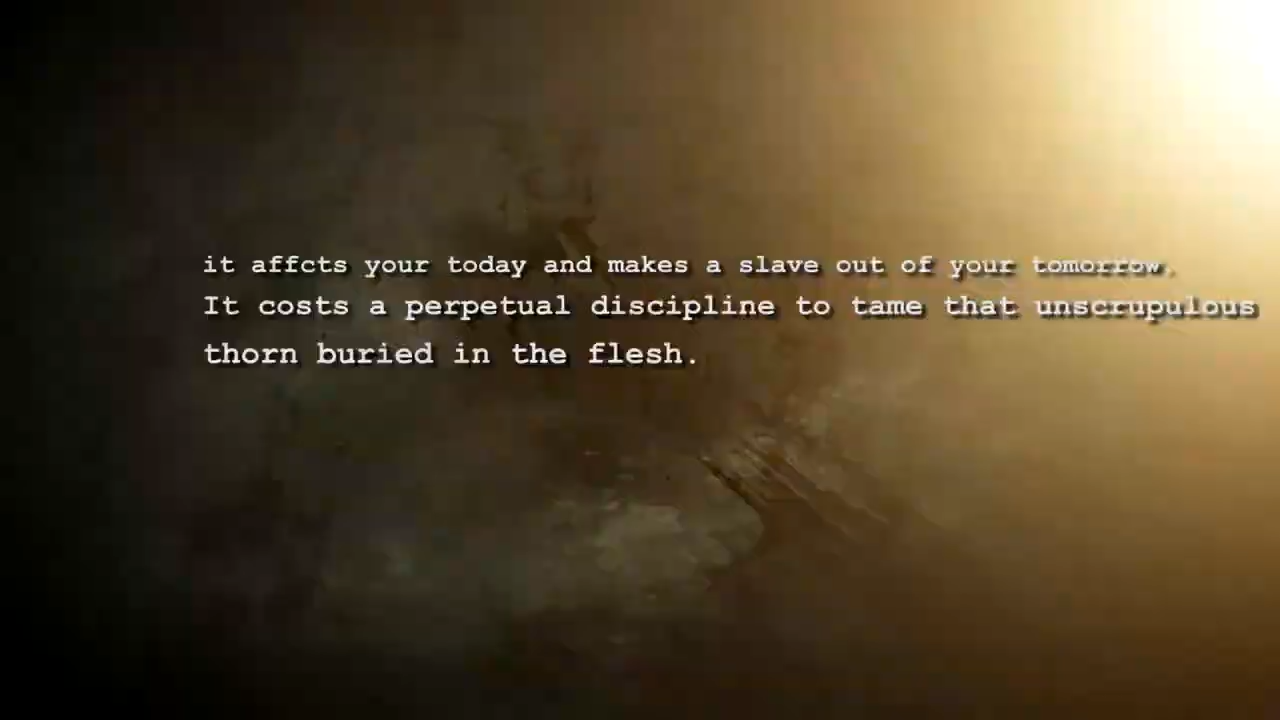 it affcts your today and makes a slave out of your tomorrow.
It costs a perpetual discipline to tame that unscrupulous
thorn buried in the flesh.